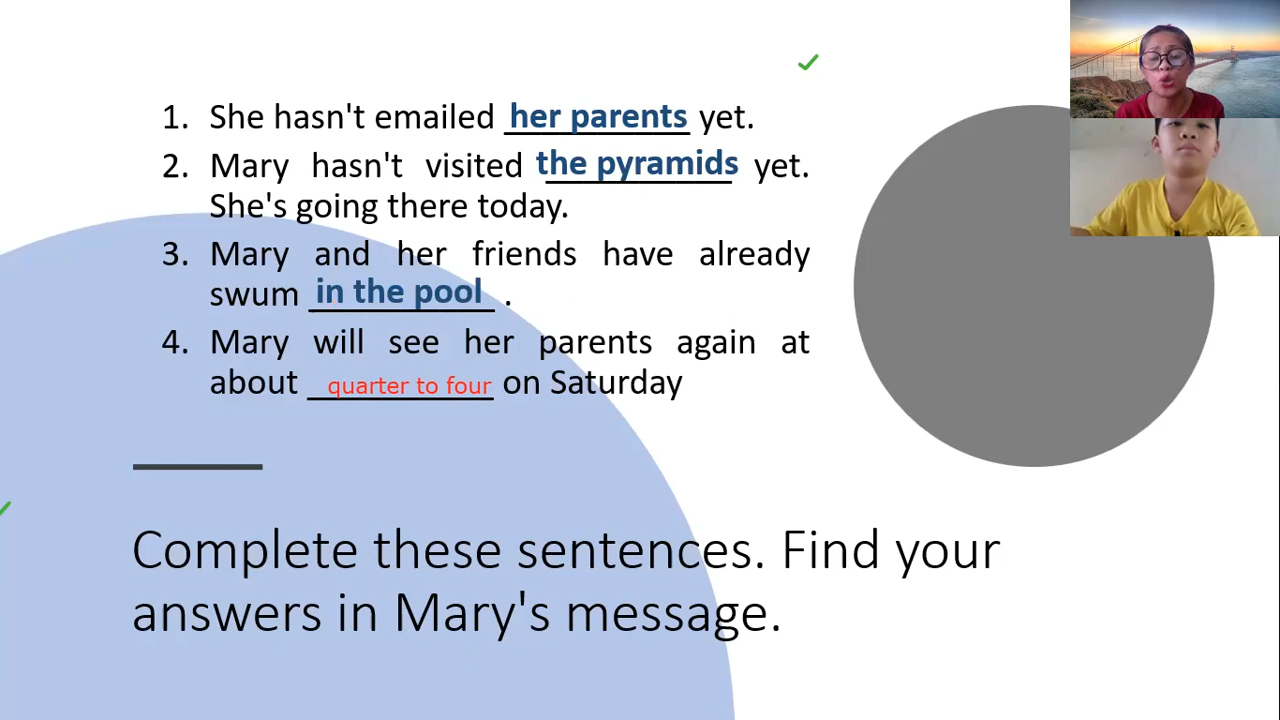 1. She hasn't emailed her parents yet.
2. Mary hasn't visited the pyramids yet.
She's going there today.
3. Mary and her friends have already
swum in the pool .
4. Mary will see her parents again at
about quarter to four on Saturday
Complete these sentences. Find your
answers in Mary's message.